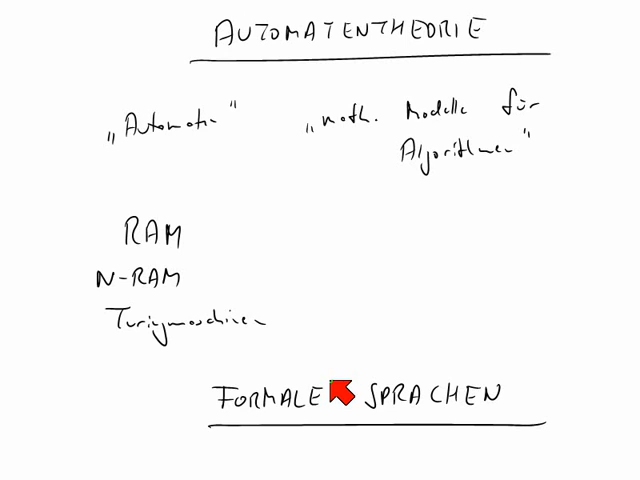 AUTOMATENTHEORIE
„Automaten" „math. Modelle für
Algorithmen"
RAM
N-RAM
Turingmaschinen
FORMALE SPRACHEN